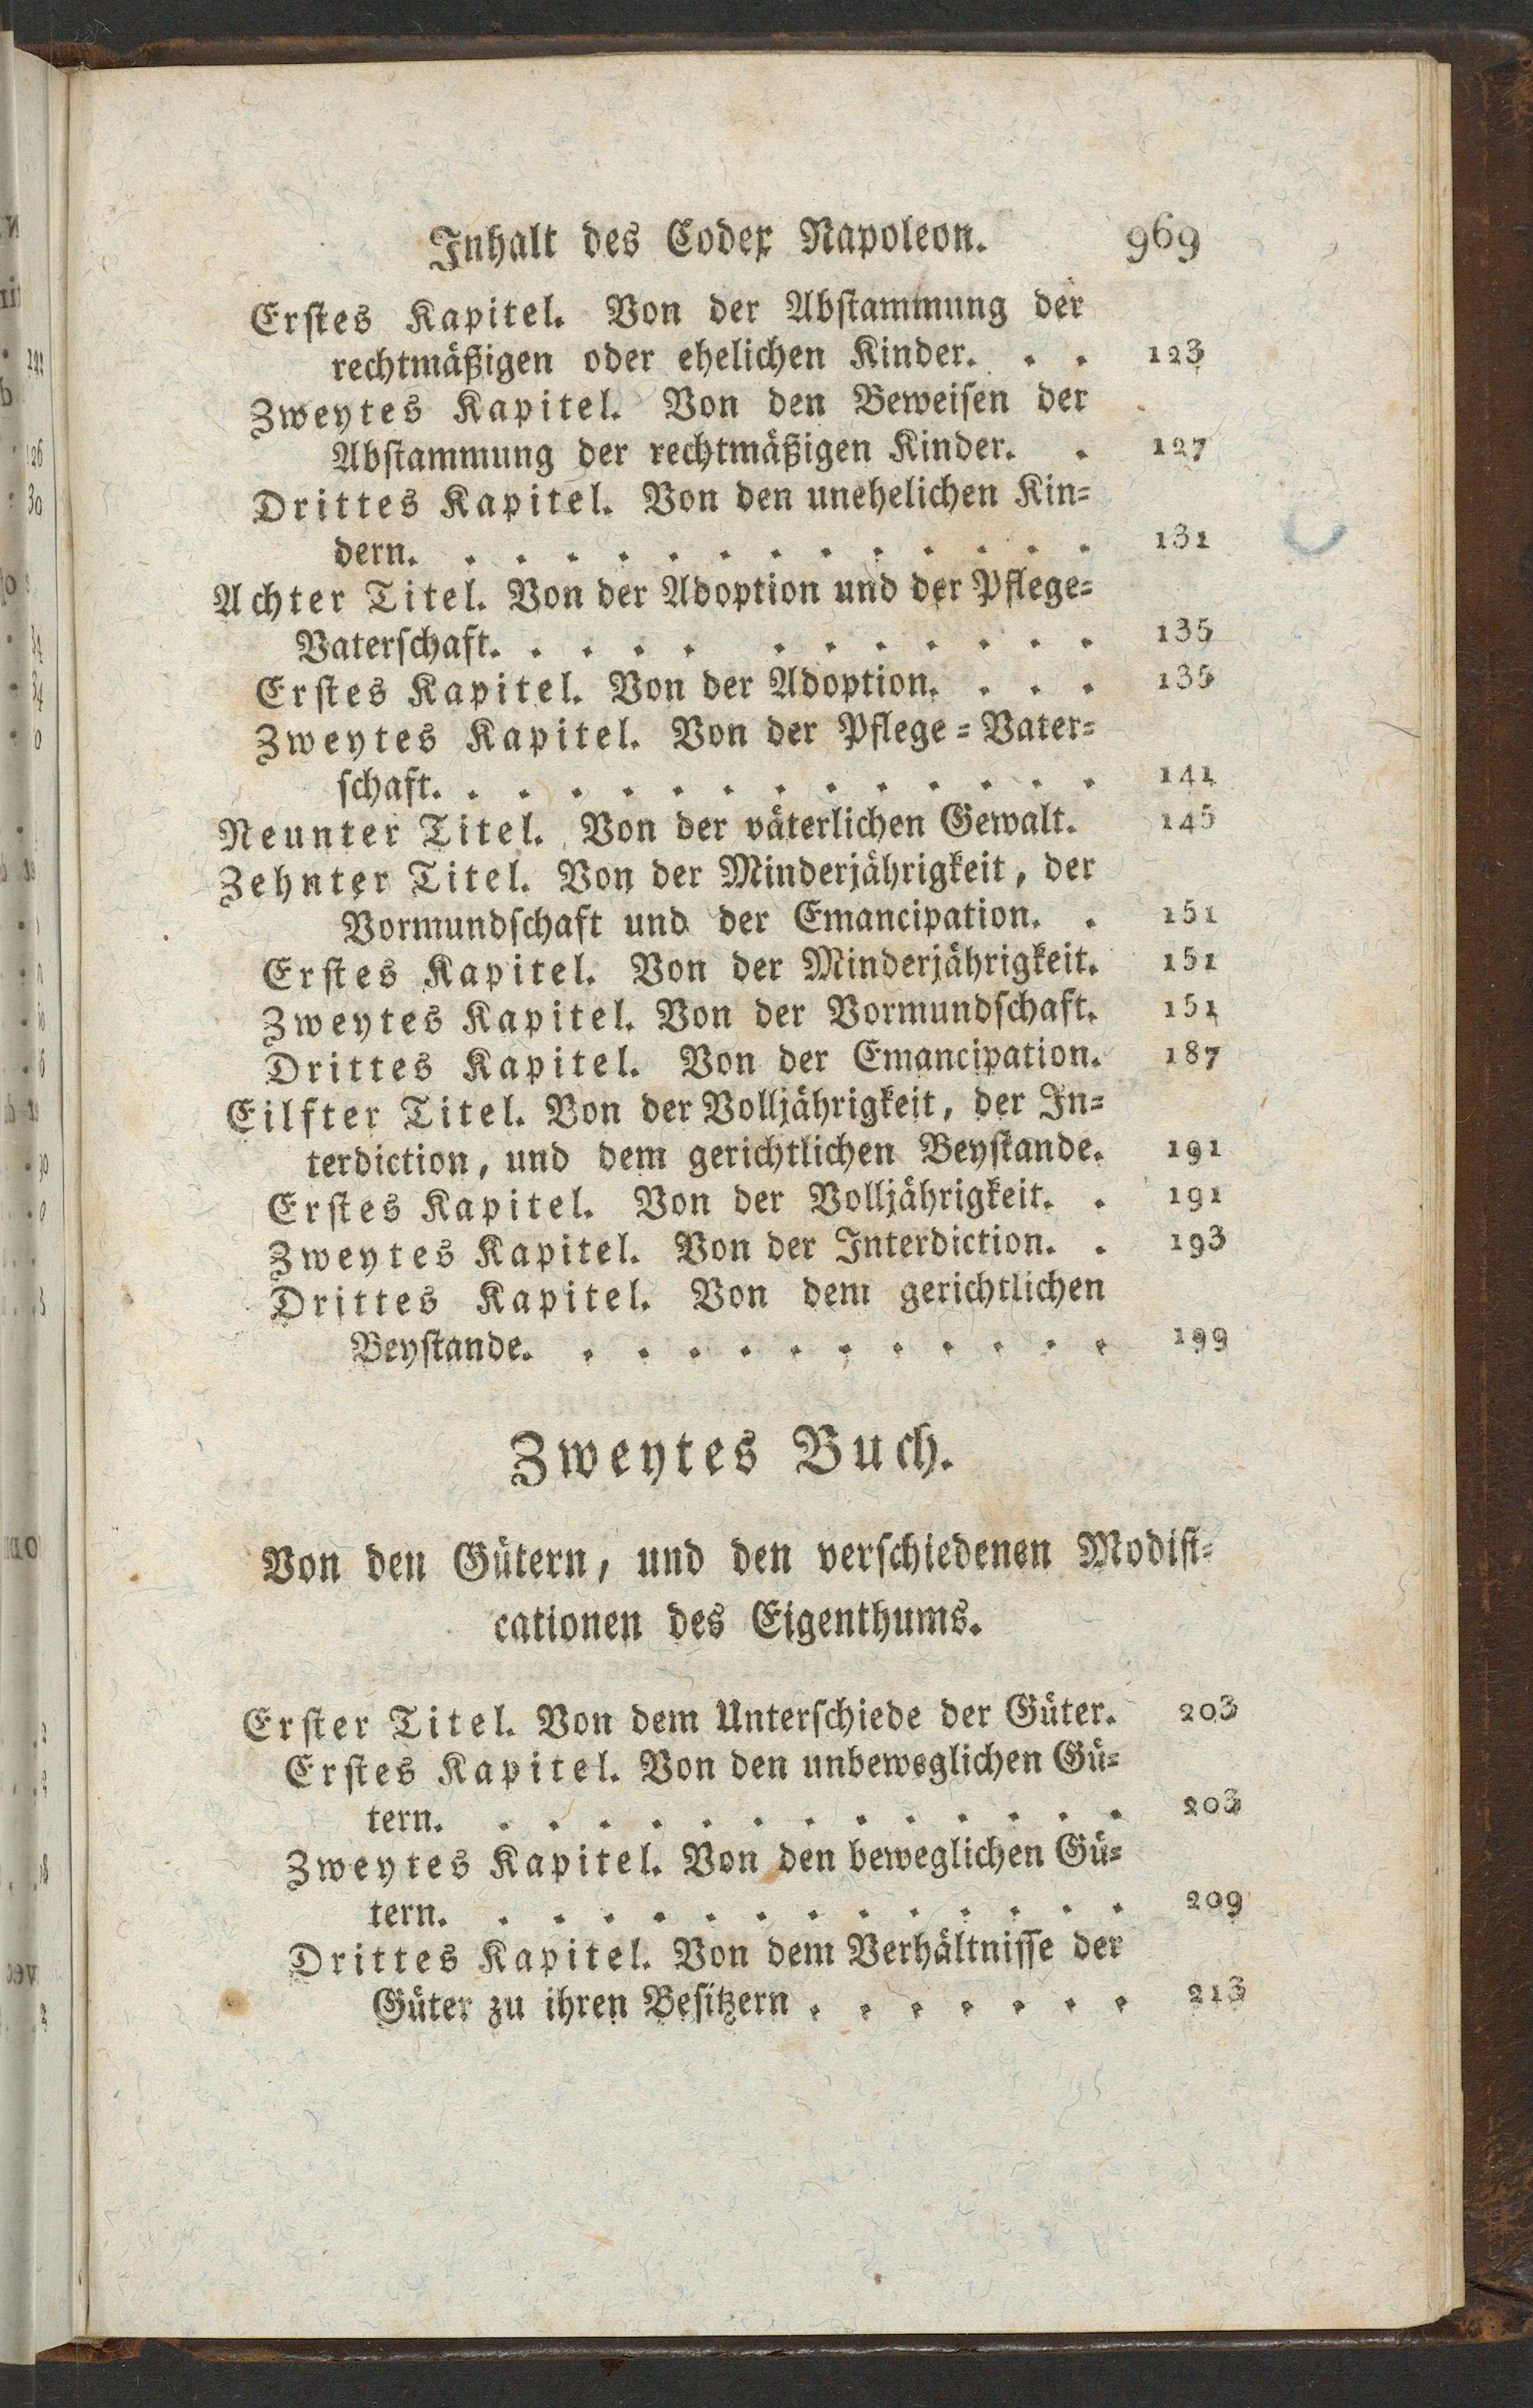 Inhalt des Codex Napoleon. 969
Erstes Kapitel. Von der Abstammung der
rechtmäßigen oder ehelichen Kinder. . . 123
Zweytes Kapitel. Von den Beweisen der
Abstammung der rechtmäßigen Kinder. . 127
Drittes Kapitel. Von den unehelichen Kin=
dern. . . . . . . . . . . . . . 131
Achter Titel. Von der Adoption und der Pflege=
Vaterschaft. . . . . . . . . . . . 135
Erstes Kapitel. Von der Adoption. . . . 135
Zweytes Kapitel. Von der Pflege=Vater=
schaft. . . . . . . . . . . . . . 141
Neunter Titel. Von der väterlichen Gewalt. 145
Zehnter Titel. Von der Minderjährigkeit, der
Vormundschaft und der Emancipation. . 151
Erstes Kapitel. Von der Minderjährigkeit. 151
Zweytes Kapitel. Von der Vormundschaft. 151
Drittes Kapitel. Von der Emancipation. 187
Eilfter Titel. Von der Volljährigkeit, der In=
terdiction, und dem gerichtlichen Beystande. 191
Erstes Kapitel. Von der Volljährigkeit. . 191
Zweytes Kapitel. Von der Interdiction. . 193
Drittes Kapitel. Von dem gerichtlichen
Beystande. . . . . . . . . . . . 199
Zweytes Buch.
Von den Gütern, und den verschiedenen Modifi=
cationen des Eigenthums.
Erster Titel. Von dem Unterschiede der Güter. 203
Erstes Kapitel. Von den unbeweglichen Gü=
tern. . . . . . . . . . . . . . 203
Zweytes Kapitel. Von den beweglichen Gü=
tern. . . . . . . . . . . . . . 209
Drittes Kapitel. Von dem Verhältnisse der
Güter zu ihren Besitzern . . . . . . . 213